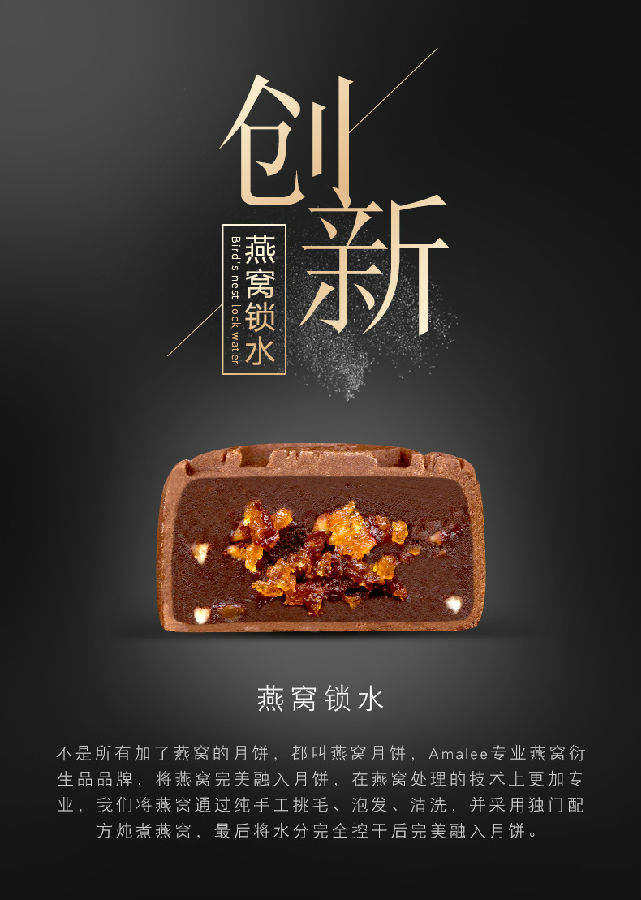 创新
燕窝锁水
Bird's nest lock water
燕窝锁水
不是所有加了燕窝的月饼，都叫燕窝月饼，Amalee专业燕窝衍
生品品牌，将燕窝完美融入月饼，在燕窝处理的技术上更加专
业，我们将燕窝通过纯手工挑毛、泡发、清洗，并采用独门配
方炖煮燕窝，最后将水分完全控干后完美融入月饼。